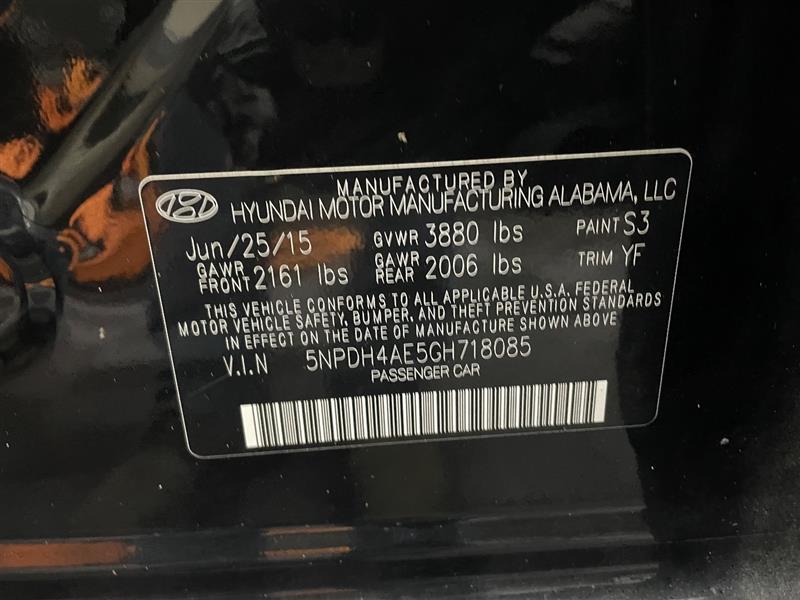 MANUFACTURED BY
HYUNDAI MOTOR MANUFACTURING ALABAMA, LLC
Jun/25/15 GVWR 3880 lbs PAINT S3
GAWR FRONT 2161 lbs GAWR REAR 2006 lbs TRIM YF
THIS VEHICLE CONFORMS TO ALL APPLICABLE U.S.A. FEDERAL
MOTOR VEHICLE SAFETY, BUMPER, AND THEFT PREVENTION STANDARDS
IN EFFECT ON THE DATE OF MANUFACTURE SHOWN ABOVE
V.I.N 5NPDH4AE5GH718085
PASSENGER CAR